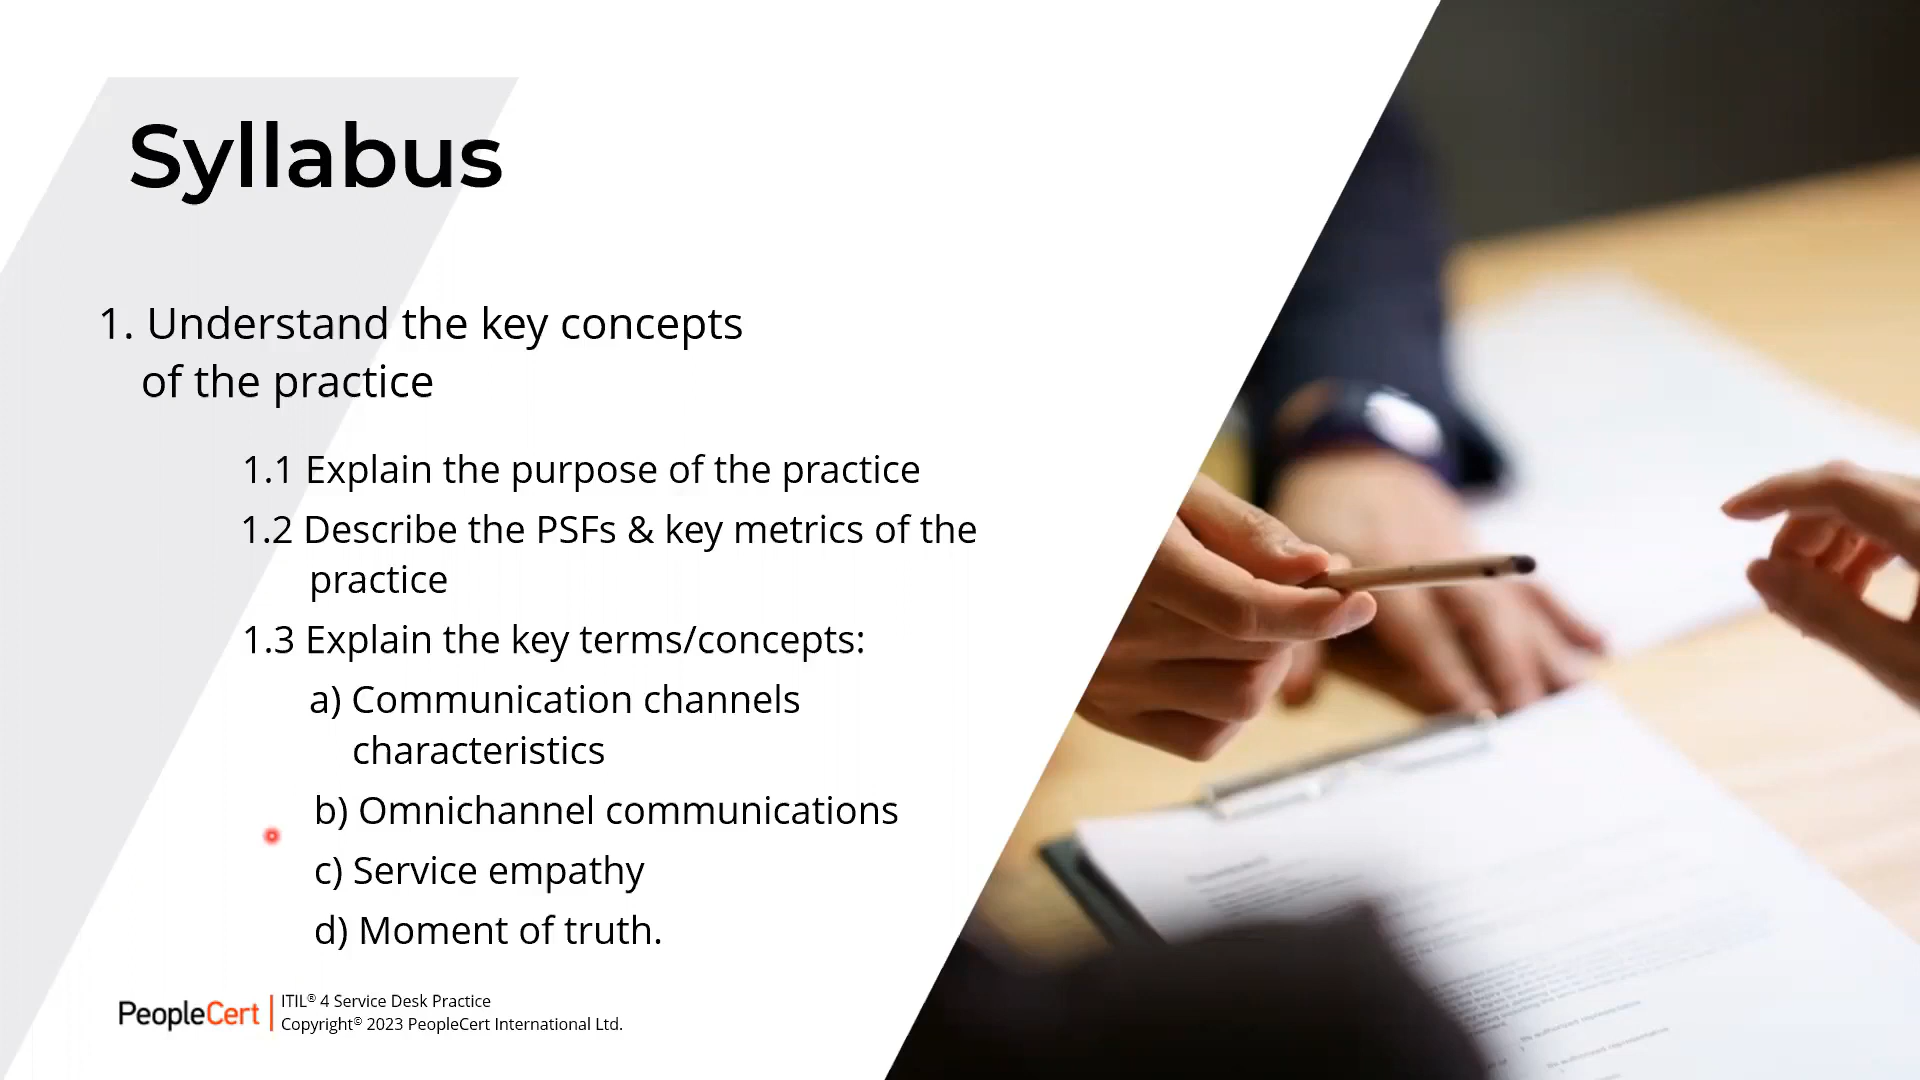 Syllabus
1. Understand the key concepts
of the practice
1.1 Explain the purpose of the practice
1.2 Describe the PSFs & key metrics of the
practice
1.3 Explain the key terms/concepts:
a) Communication channels
characteristics
b) Omnichannel communications
c) Service empathy
d) Moment of truth.
PeopleCert
ITIL® 4 Service Desk Practice
Copyright© 2023 PeopleCert International Ltd.